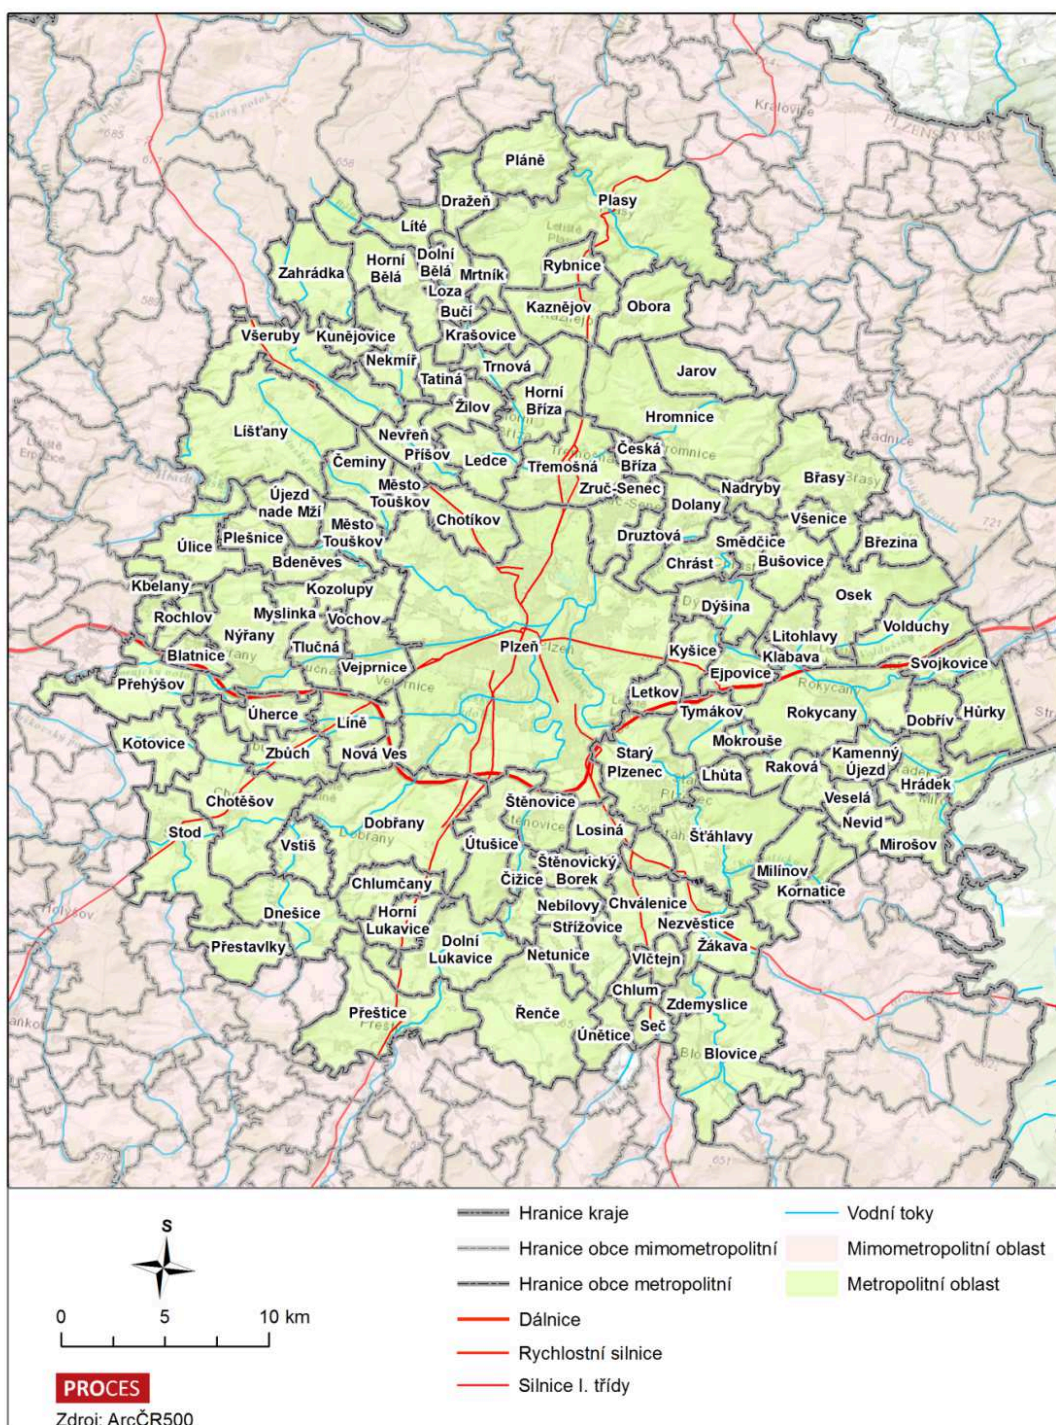 Kralovice
PLZEŇSKÝ KRAJ
Starý potok
Pláně
Plasy
Dražeň
Líté
Dolní
Bělá
Horní
Bělá
Zahrádka
Mrtník
Rybnice
Loza
Bučí
Kaznějov
Obora
Všeruby
Kunějovice
Krašovice
Nekmíř
Trnová
Tatiná
Jarov
Žilov
Horní
Bříza
Hromnice
Líšťany
Nevřeň
Příšov
Ledce
Čeminy
Třemošná
Česká
Bříza
Město
Touškov
Zruč-Senec
Nadryby
Břasy
Újezd
nade Mží
Chotíkov
Dolany
Město
Touškov
Všenice
Plešnice
Úlice
Druztová
Smědčice
Březina
Bdeněves
Chrást
Bušovice
Kbelany
Kozolupy
Osek
Rochlov
Myslinka
Vochov
Dýšina
Volduchy
Nýřany
Tlučná
Plzeň
Litohlavy
Blatnice
Vejprnice
Kyšice
Klabava
Svojkovice
Ejpovice
Přehýšov
Letkov
Úherce
Líně
Tymákov
Rokycany
Dobřív
Hůrky
Kotovice
Zbůch
Nová Ves
Starý
Plzenec
Mokrouše
Kamenný
Újezd
Raková
Lhůta
Hrádek
Chotěšov
Štěnovice
Veselá
Stod
Dobřany
Losiná
Nevid
Vstiš
Útušice
Šťáhlavy
Mirošov
Štěnovický
Borek
Chlumčany
Čižice
Milínov
Kornatice
Dnešice
Horní
Lukavice
Nebílovy
Chválenice
Střížovice
Nezvěstice
Přestavlky
Dolní
Lukavice
Netunice
Vlčtejn
Žákava
Chlum
Zdemyslice
Přeštice
Řenče
Únětice
Seč
Blovice
Holýšov
S
0 5 10 km
PROCES
Zdroj: ArcČR500
Hranice kraje
Hranice obce mimometropolitní
Hranice obce metropolitní
Dálnice
Rychlostní silnice
Silnice I. třídy
Vodní toky
Mimometropolitní oblast
Metropolitní oblast